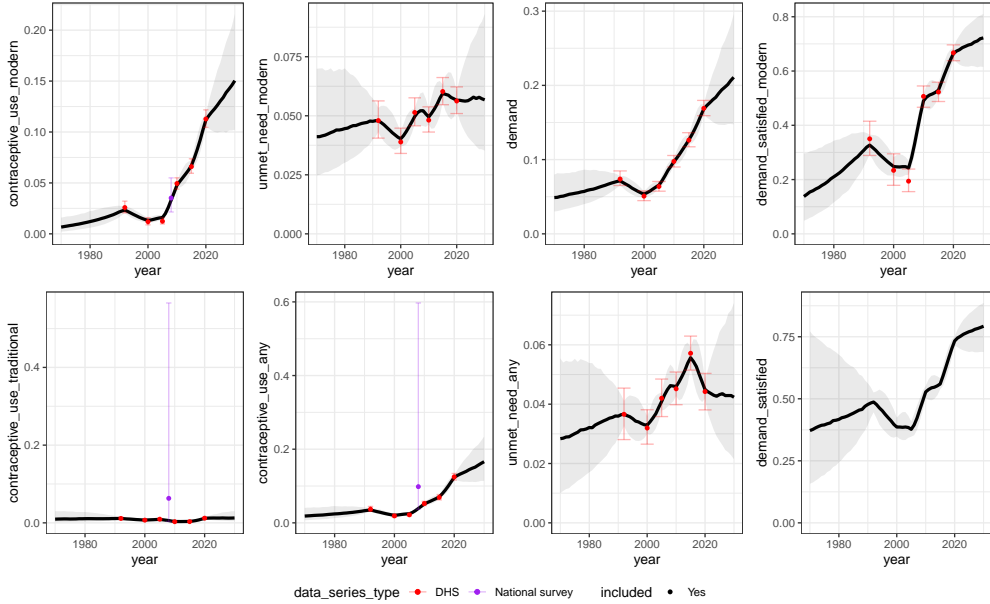 contraceptive_use_modern
0.20
0.15
0.10
0.05
0.00
1980 2000 2020
year
unmet_need_modern
0.075
0.050
0.025
0.000
1980 2000 2020
year
demand
0.3
0.2
0.1
0.0
1980 2000 2020
year
demand_satisfied_modern
0.8
0.6
0.4
0.2
0.0
1980 2000 2020
year
contraceptive_use_traditional
0.4
0.2
0.0
1980 2000 2020
year
contraceptive_use_any
0.6
0.4
0.2
0.0
1980 2000 2020
year
unmet_need_any
0.06
0.04
0.02
0.00
1980 2000 2020
year
demand_satisfied
0.75
0.50
0.25
0.00
1980 2000 2020
year
data_series_type DHS National survey included Yes